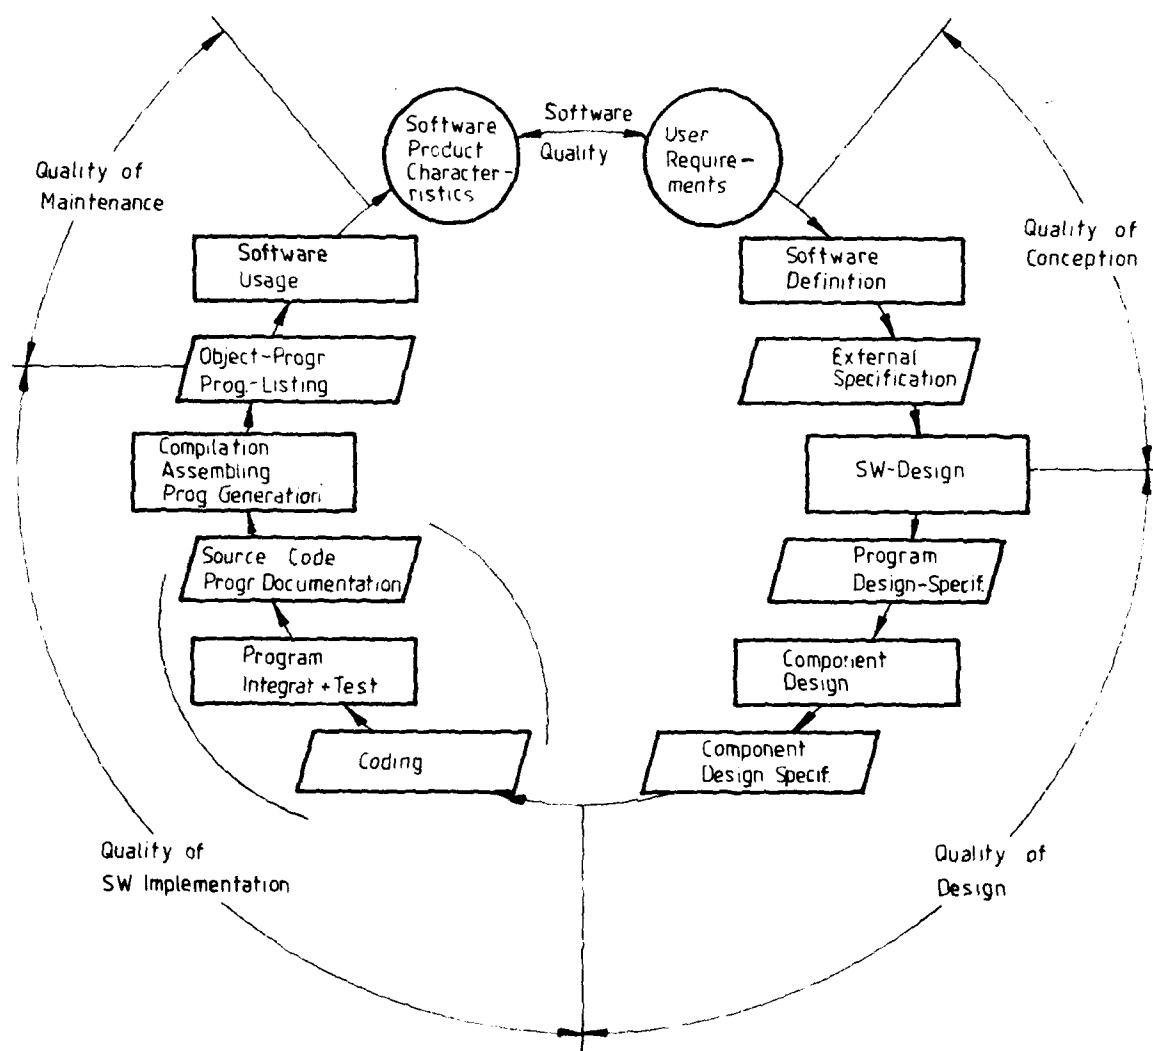 Software
Product
Character-
ristics
Software
Quality
User
Require-
ments
Quality of
Maintenance
Quality of
Conception
Software
Usage
Software
Definition
Object-Progr
Prog.-Listing
External
Specification
Compilation
Assembling
Prog Generation
SW-Design
Source Code
Progr Documentation
Program
Design-Specif.
Program
Integrat + Test
Component
Design
Coding
Component
Design Specif.
Quality of
SW Implementation
Quality of
Design